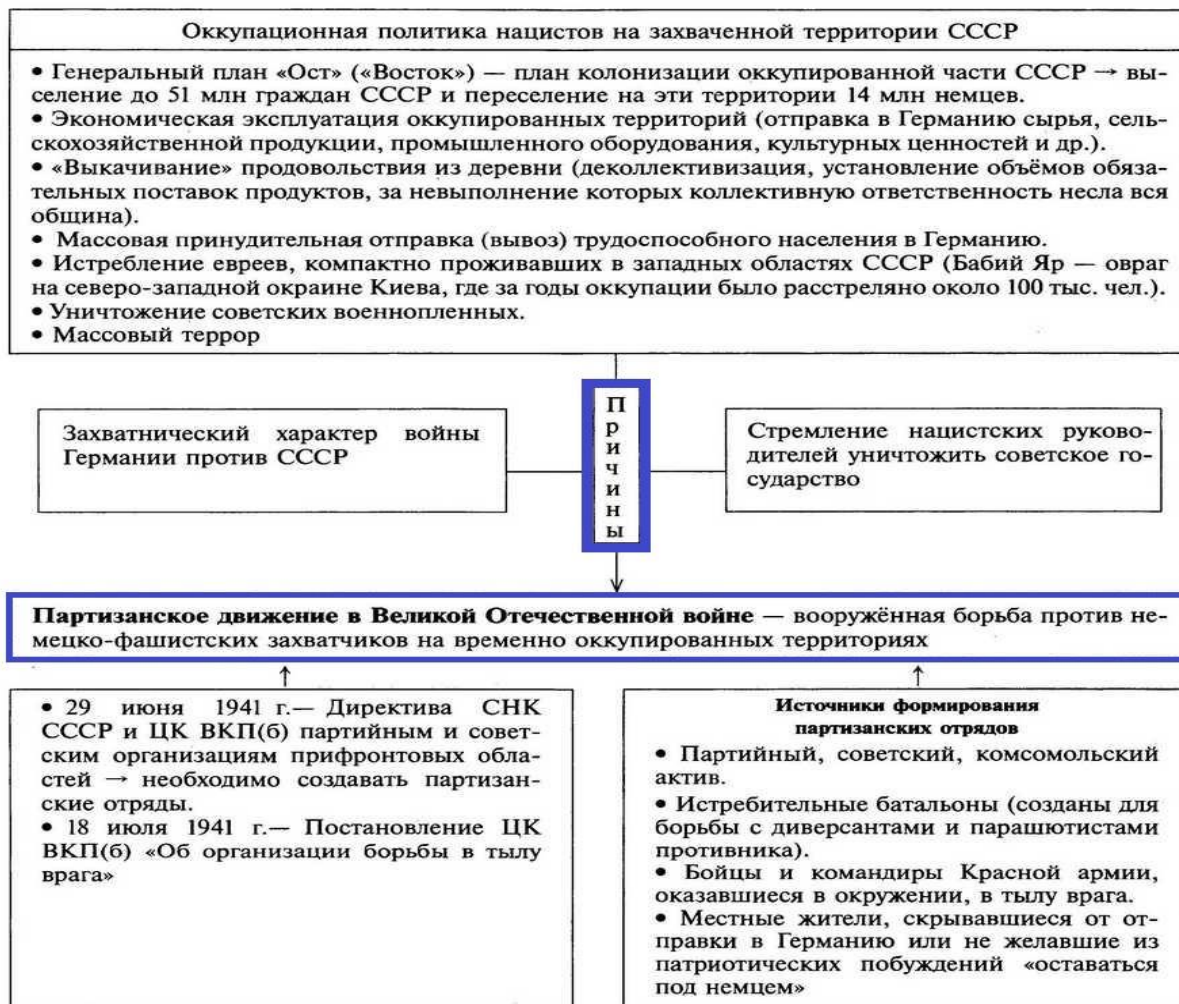 Оккупационная политика нацистов на захваченной территории СССР
• Генеральный план «Ост» («Восток») — план колонизации оккупированной части СССР → вы-
селение до 51 млн граждан СССР и переселение на эти территории 14 млн немцев.
• Экономическая эксплуатация оккупированных территорий (отправка в Германию сырья, сель-
скохозяйственной продукции, промышленного оборудования, культурных ценностей и др.).
• «Выкачивание» продовольствия из деревни (деколлективизация, установление объёмов обяза-
тельных поставок продуктов, за невыполнение которых коллективную ответственность несла вся
община).
• Массовая принудительная отправка (вывоз) трудоспособного населения в Германию.
• Истребление евреев, компактно проживавших в западных областях СССР (Бабий Яр — овраг
на северо-западной окраине Киева, где за годы оккупации было расстреляно около 100 тыс. чел.).
• Уничтожение советских военнопленных.
• Массовый террор
Захватнический характер войны
Германии против СССР
П
р
и
ч
и
н
ы
Стремление нацистских руково-
дителей уничтожить советское го-
сударство
Партизанское движение в Великой Отечественной войне — вооружённая борьба против не-
мецко-фашистских захватчиков на временно оккупированных территориях
• 29 июня 1941 г.— Директива СНК
СССР и ЦК ВКП(б) партийным и совет-
ским организациям прифронтовых обла-
стей → необходимо создавать партизан-
ские отряды.
• 18 июля 1941 г.— Постановление ЦК
ВКП(б) «Об организации борьбы в тылу
врага»
Источники формирования
партизанских отрядов
• Партийный, советский, комсомольский
актив.
• Истребительные батальоны (созданы для
борьбы с диверсантами и парашютистами
противника).
• Бойцы и командиры Красной армии,
оказавшиеся в окружении, в тылу врага.
• Местные жители, скрывавшиеся от от-
правки в Германию или не желавшие из
патриотических побуждений «оставаться
под немцем»